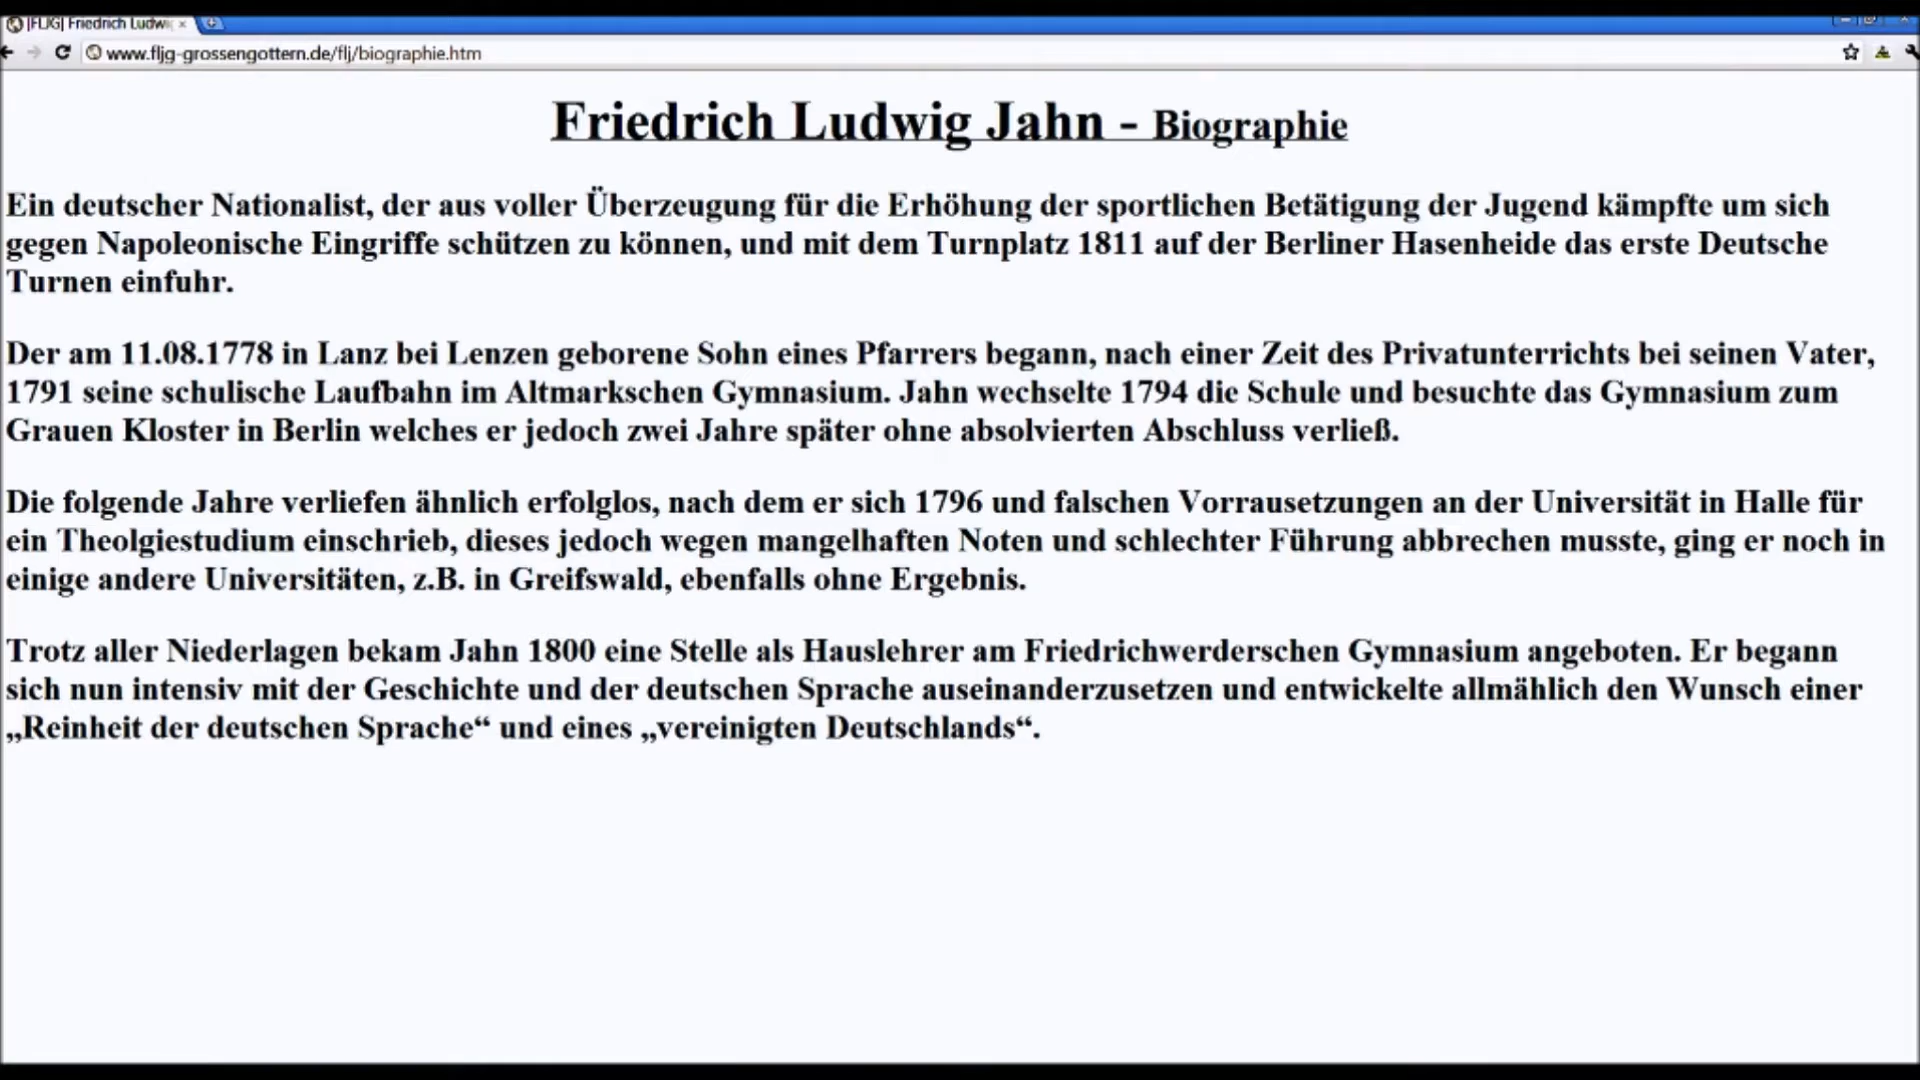 [FLJG] Friedrich Ludwig
www.fljg-grossengottern.de/flj/biographie.htm
Friedrich Ludwig Jahn - Biographie
Ein deutscher Nationalist, der aus voller Überzeugung für die Erhöhung der sportlichen Betätigung der Jugend kämpfte um sich
gegen Napoleonische Eingriffe schützen zu können, und mit dem Turnplatz 1811 auf der Berliner Hasenheide das erste Deutsche
Turnen einfuhr.
Der am 11.08.1778 in Lanz bei Lenzen geborene Sohn eines Pfarrers begann, nach einer Zeit des Privatunterrichts bei seinen Vater,
1791 seine schulische Laufbahn im Altmarkschen Gymnasium. Jahn wechselte 1794 die Schule und besuchte das Gymnasium zum
Grauen Kloster in Berlin welches er jedoch zwei Jahre später ohne absolvierten Abschluss verließ.
Die folgende Jahre verliefen ähnlich erfolglos, nach dem er sich 1796 und falschen Vorrausetzungen an der Universität in Halle für
ein Theolgiestudium einschrieb, dieses jedoch wegen mangelhaften Noten und schlechter Führung abbrechen musste, ging er noch in
einige andere Universitäten, z.B. in Greifswald, ebenfalls ohne Ergebnis.
Trotz aller Niederlagen bekam Jahn 1800 eine Stelle als Hauslehrer am Friedrichwerderschen Gymnasium angeboten. Er begann
sich nun intensiv mit der Geschichte und der deutschen Sprache auseinanderzusetzen und entwickelte allmählich den Wunsch einer
„Reinheit der deutschen Sprache“ und eines „vereinigten Deutschlands“.